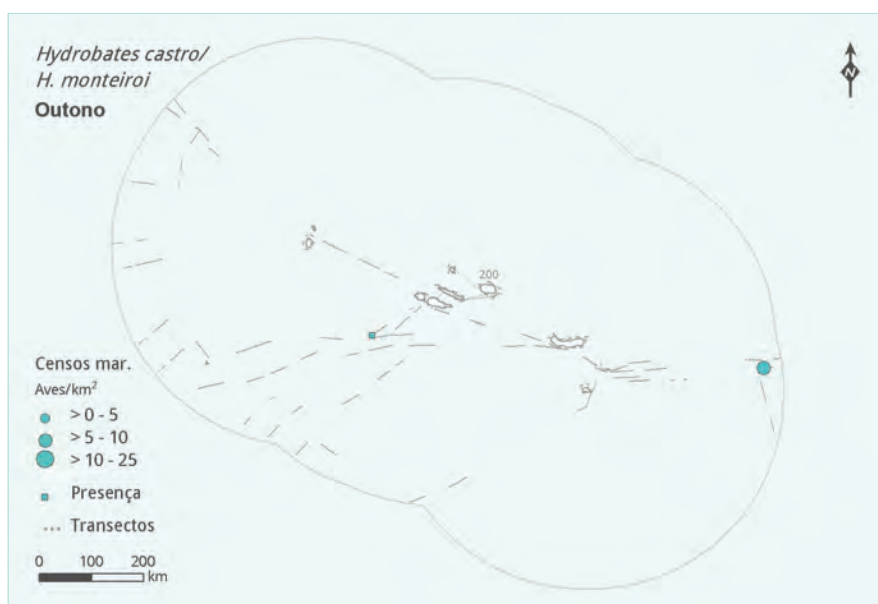 Hydrobates castro/
H. monteiroi
Outono
N
200
Censos mar.
Aves/km²
> 0 - 5
> 5 - 10
> 10 - 25
Presença
Transectos
0 100 200
km